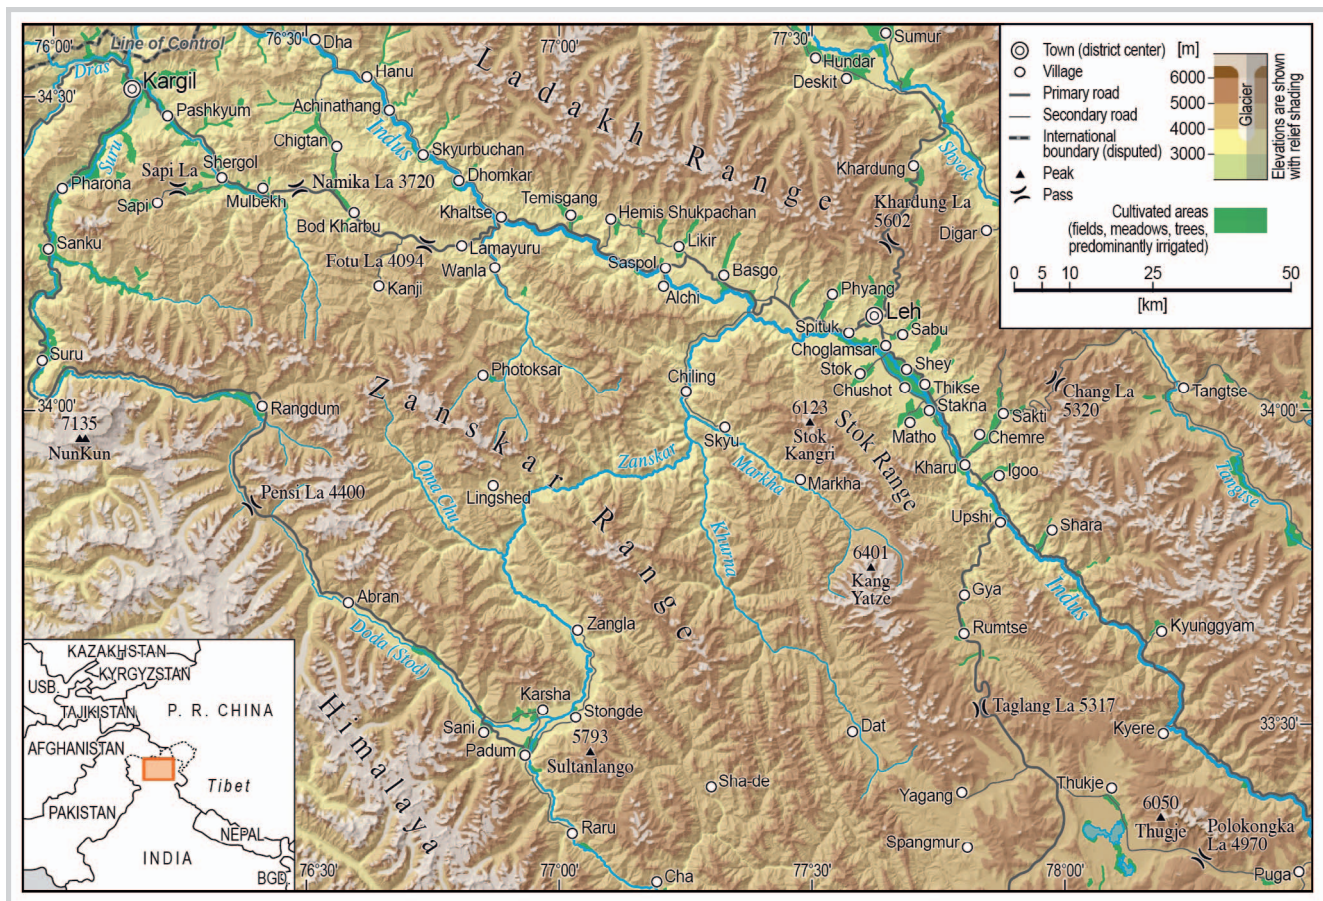 76°00'
Line of Control
76°30'
77°00'
77°30'
Dha
Sumur
Hundar
Deskit
Dras
Kargil
34°30'
Pashkyum
Hanu
Achinathang
Chigtan
Indus
Skyurbuchan
Dhomkar
Ladakh Range
Shyok
Khardung
Khardung La
5602
Digar
Suru
Pharona
Sapi La
Shergol
Sapi
Mulbekh
Namika La 3720
Bod Kharbu
Khaltse
Temisgang
Hemis Shukpachan
Likir
Fotu La 4094
Lamayuru
Wanla
Kanji
Saspol
Alchi
Basgo
Sanku
Phyang
Leh
Spituk
Sabu
Choglamsar
Suru
Photoksar
Chiling
Stok
Shey
Chushot
Thikse
Stakna
Matho
Chang La
5320
Tangtse
Sakti
Chemre
Kharu
Igoo
34°00'
34°00'
7135
NunKun
Rangdum
Zanskar Range
6123
Stok
Kangri
Stok Range
Skyu
Zanskar
Markha
Markha
Tangtse
Pensi La 4400
Oma Chu
Lingshed
Khurna
Upshi
Shara
6401
Kang
Yatze
Gya
Indus
Abran
Doda (Stod)
Zangla
Rumtse
Kyunggyam
Himalaya
Karsha
Stongde
Sani
Padum
5793
Sultanlango
Dat
Taglang La 5317
33°30'
Kyere
Sha-de
Yagang
Thukje
6050
Thugje
Polokongka
La 4970
Raru
Spangmur
Puga
76°30'
77°00'
Cha
77°30'
78°00'
Town (district center)
Village
Primary road
Secondary road
International
boundary (disputed)
Peak
Pass
[m]
6000
5000
4000
3000
Glacier
Elevations are shown
with relief shading
Cultivated areas
(fields, meadows, trees,
predominantly irrigated)
0 5 10 25 50
[km]
KAZAKHSTAN
KYRGYZSTAN
USB.
TAJIKISTAN
P. R. CHINA
AFGHANISTAN
Tibet
PAKISTAN
NEPAL
INDIA
BGD.